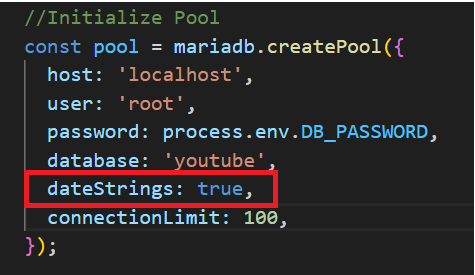 //Initialize Pool
const pool = mariadb.createPool({
host: 'localhost',
user: 'root',
password: process.env.DB_PASSWORD,
database: 'youtube',
dateStrings: true,
connectionLimit: 100,
});